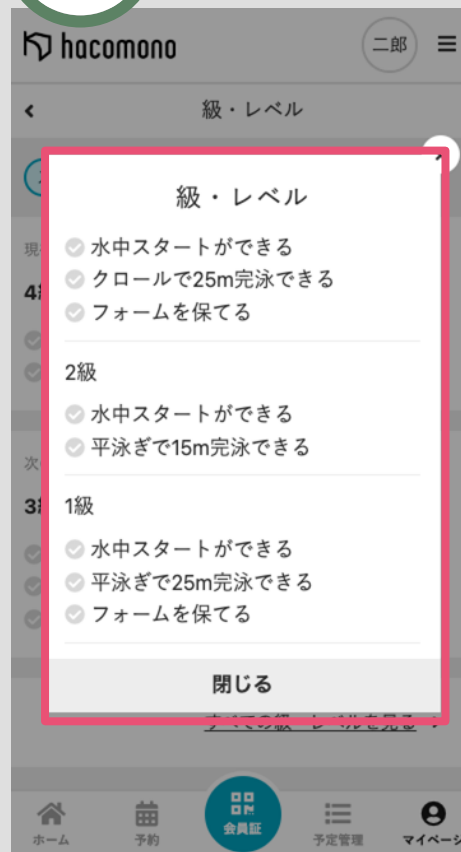 hacomono
二郎
級・レベル
級・レベル
水中スタートができる
クロールで25m完泳できる
フォームを保てる
2級
水中スタートができる
平泳ぎで15m完泳できる
1級
水中スタートができる
平泳ぎで25m完泳できる
フォームを保てる
閉じる
すべての級・レベルを見る
ホーム
予約
会員証
予定管理
マイページ